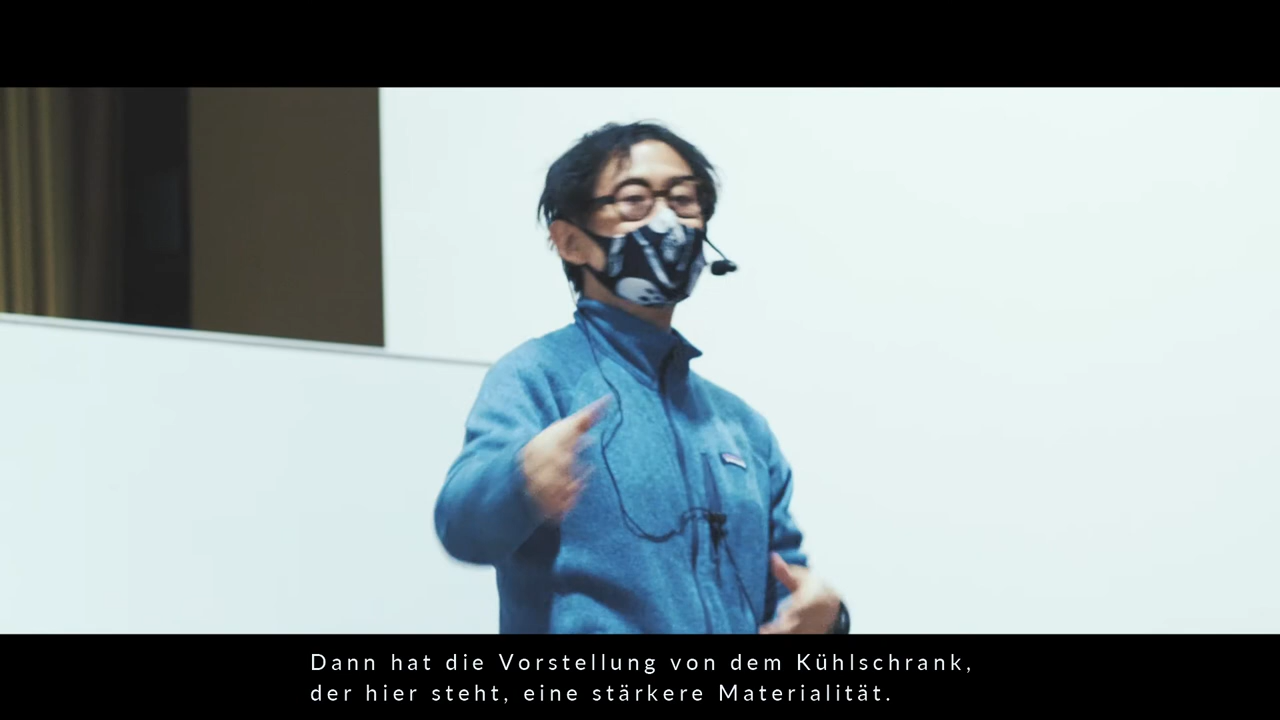 Dann hat die Vorstellung von dem Kühlschrank,
der hier steht, eine stärkere Materialität.